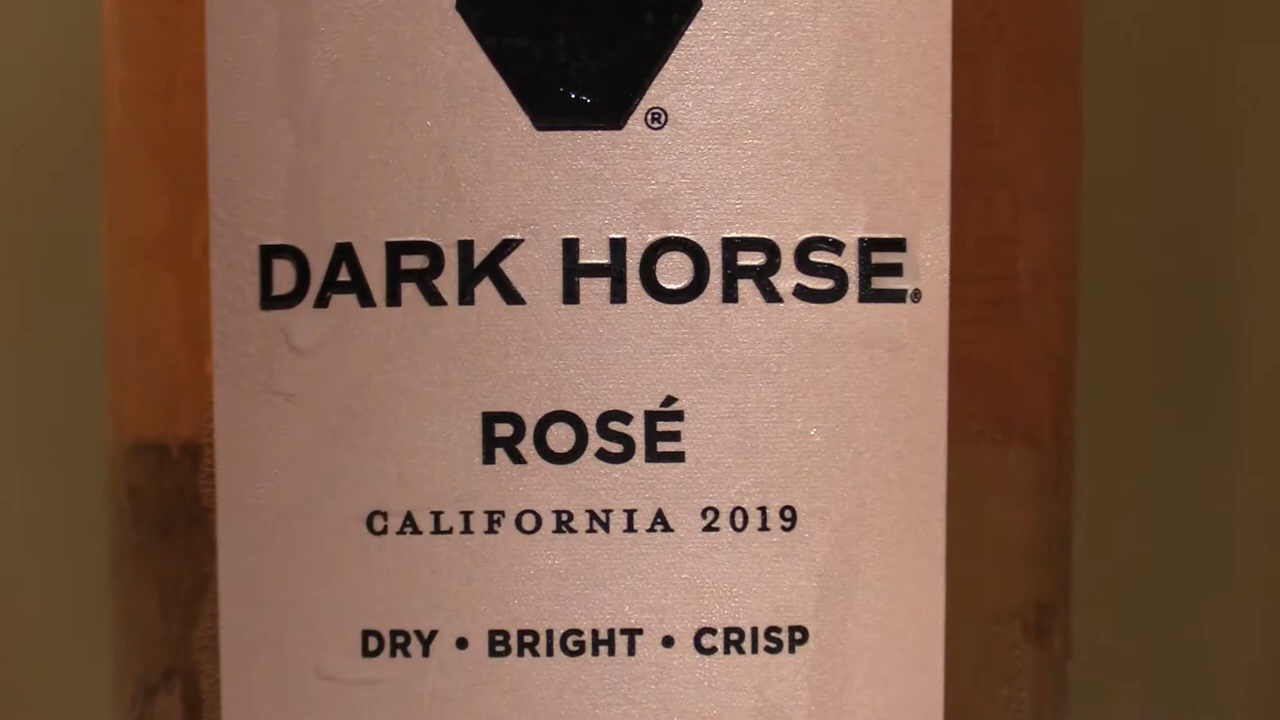 ®
DARK HORSE®
ROSÉ
CALIFORNIA 2019
DRY • BRIGHT • CRISP